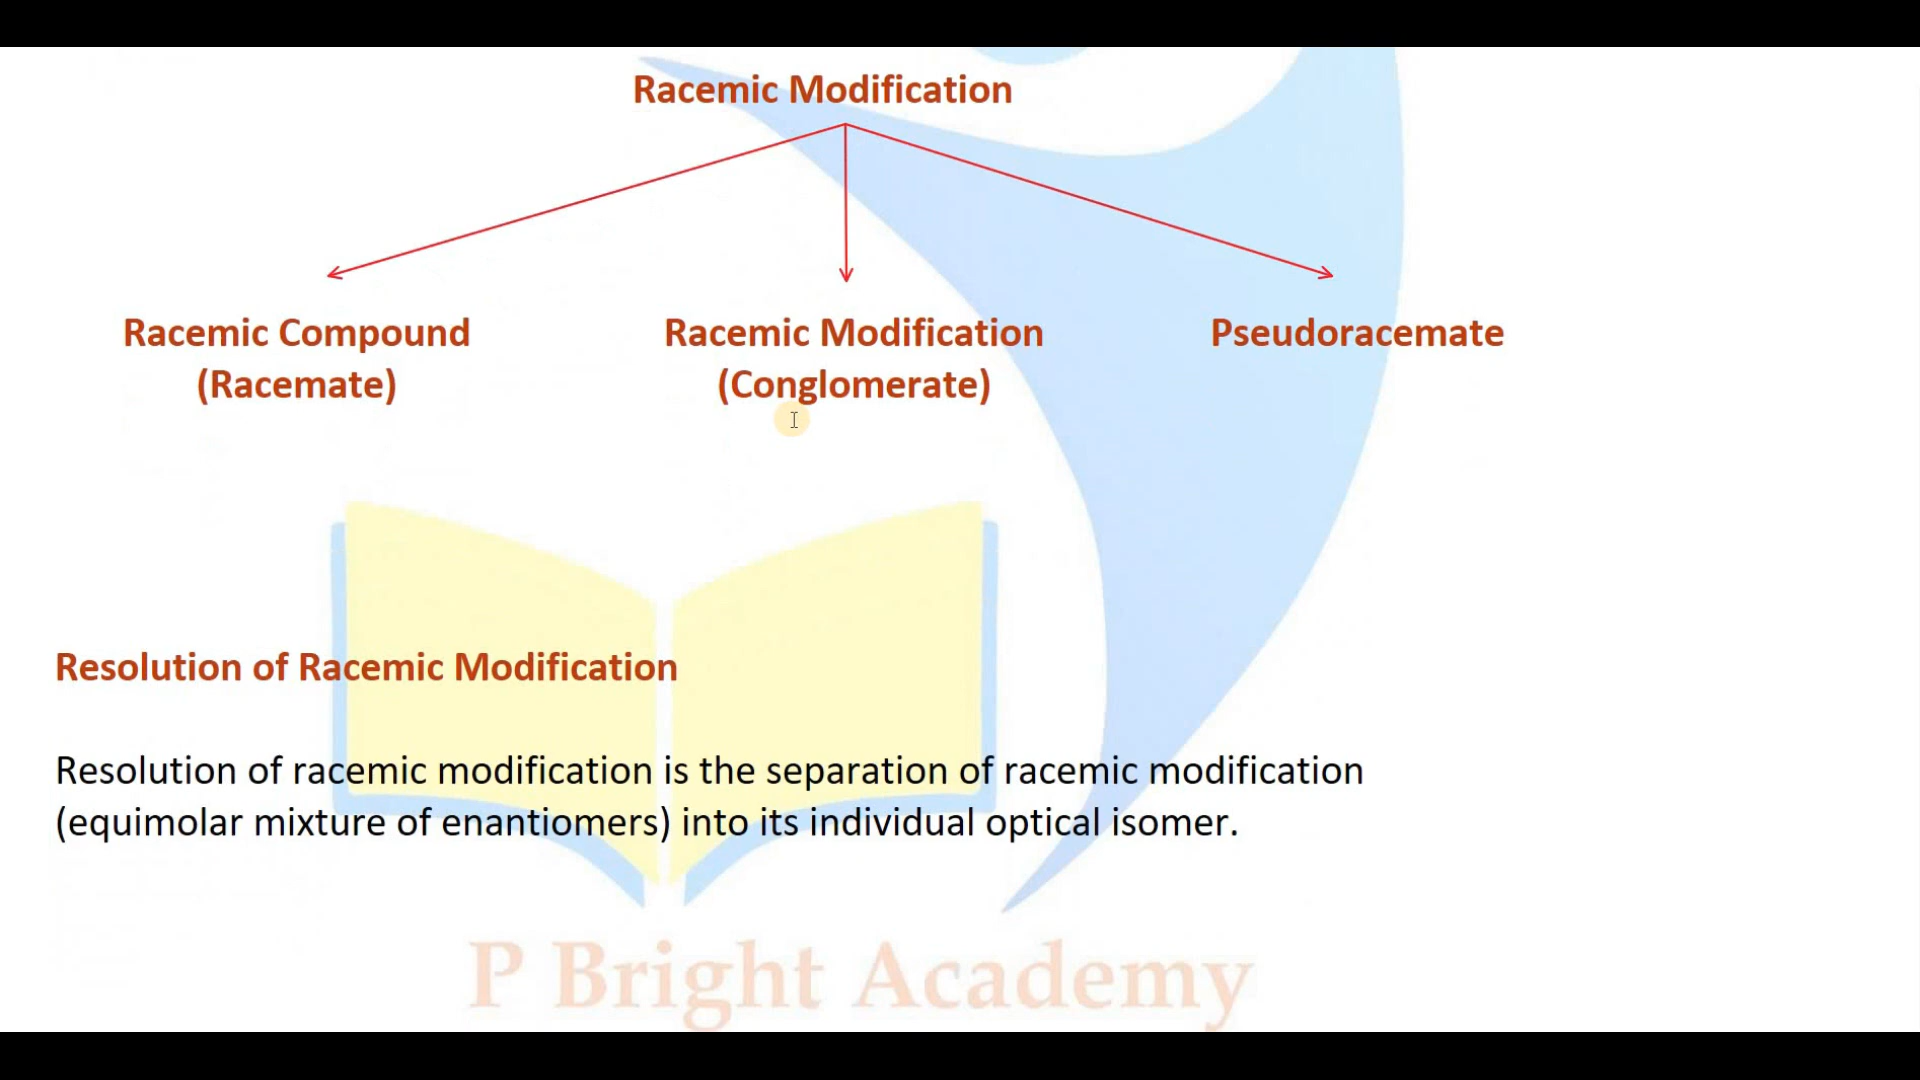 Racemic Modification
Racemic Compound
(Racemate)
Racemic Modification
(Conglomerate)
Pseudoracemate
Resolution of Racemic Modification
Resolution of racemic modification is the separation of racemic modification
(equimolar mixture of enantiomers) into its individual optical isomer.
P Bright Academy